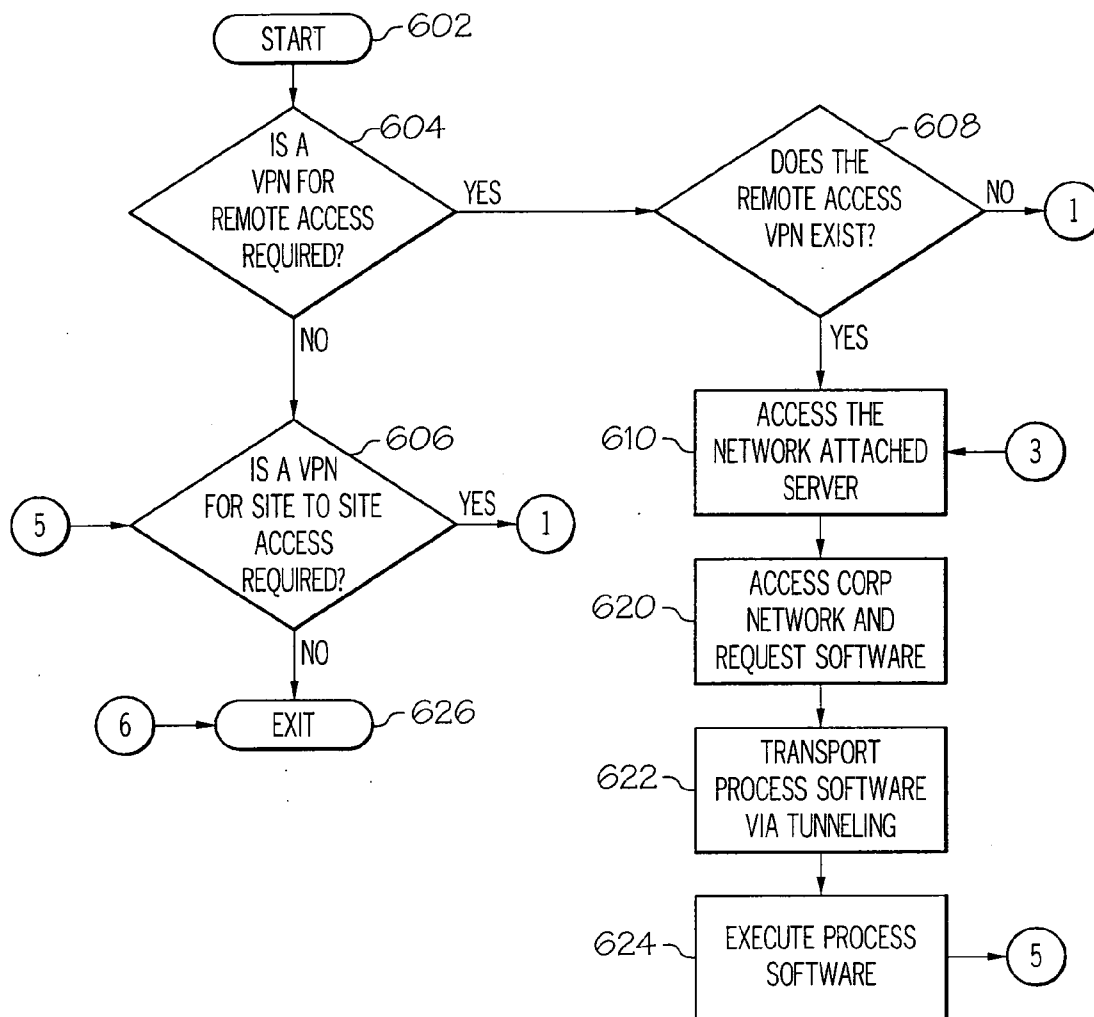 START
602
IS A
VPN FOR
REMOTE ACCESS
REQUIRED?
604
YES
NO
DOES THE
REMOTE ACCESS
VPN EXIST?
608
NO
1
YES
IS A VPN
FOR SITE TO SITE
ACCESS
REQUIRED?
606
5
YES
1
NO
6
EXIT
626
610
ACCESS THE
NETWORK ATTACHED
SERVER
3
620
ACCESS CORP
NETWORK AND
REQUEST SOFTWARE
622
TRANSPORT
PROCESS SOFTWARE
VIA TUNNELING
624
EXECUTE PROCESS
SOFTWARE
5